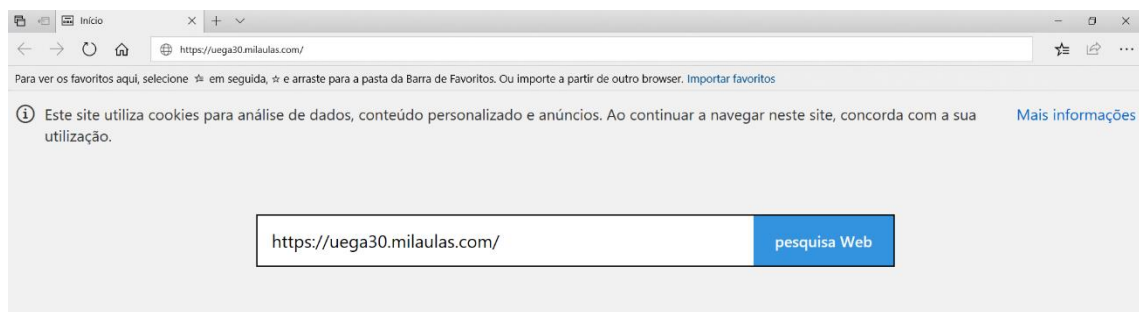 Início
https://uega30.milaulas.com/
Para ver os favoritos aqui, selecione em seguida, e arraste para a pasta da Barra de Favoritos. Ou importe a partir de outro browser. Importar favoritos
Este site utiliza cookies para análise de dados, conteúdo personalizado e anúncios. Ao continuar a navegar neste site, concorda com a sua Mais informações
utilização.
https://uega30.milaulas.com/ pesquisa Web